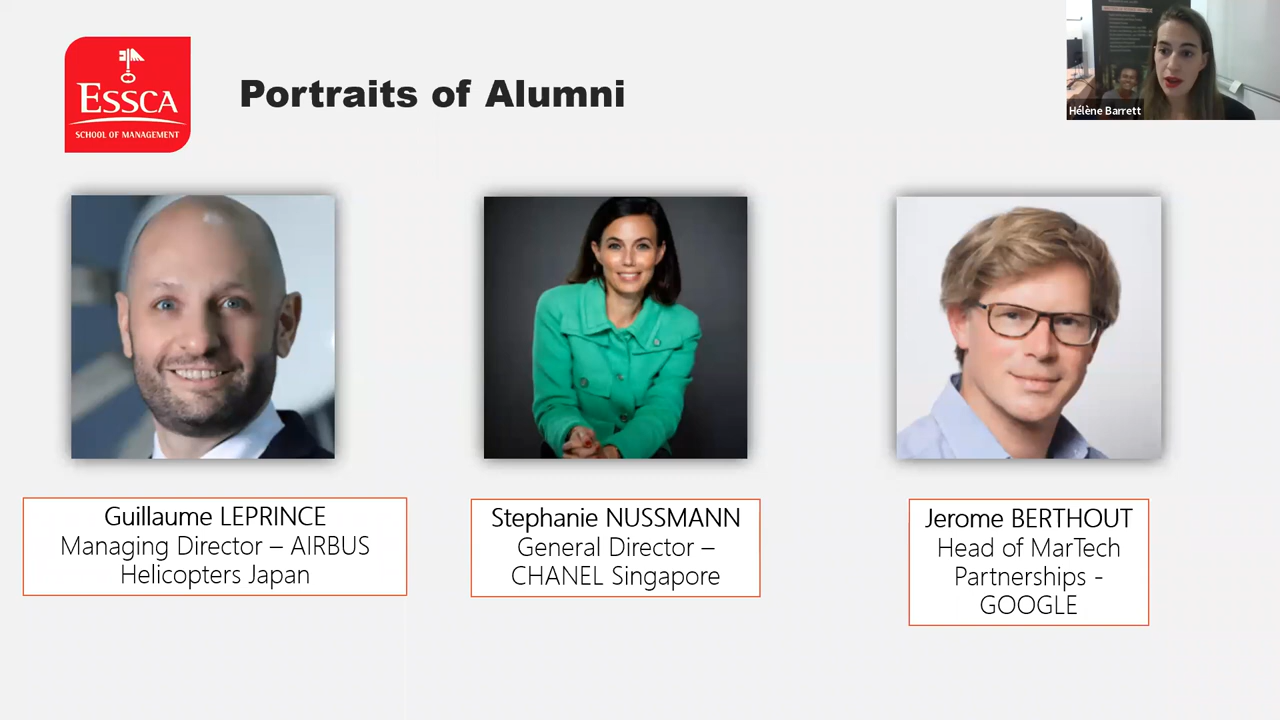 ESSCA
SCHOOL OF MANAGEMENT
Portraits of Alumni
Hélène Barrett
Guillaume LEPRINCE
Managing Director – AIRBUS
Helicopters Japan
Stephanie NUSSMANN
General Director –
CHANEL Singapore
Jerome BERTHOUT
Head of MarTech
Partnerships -
GOOGLE